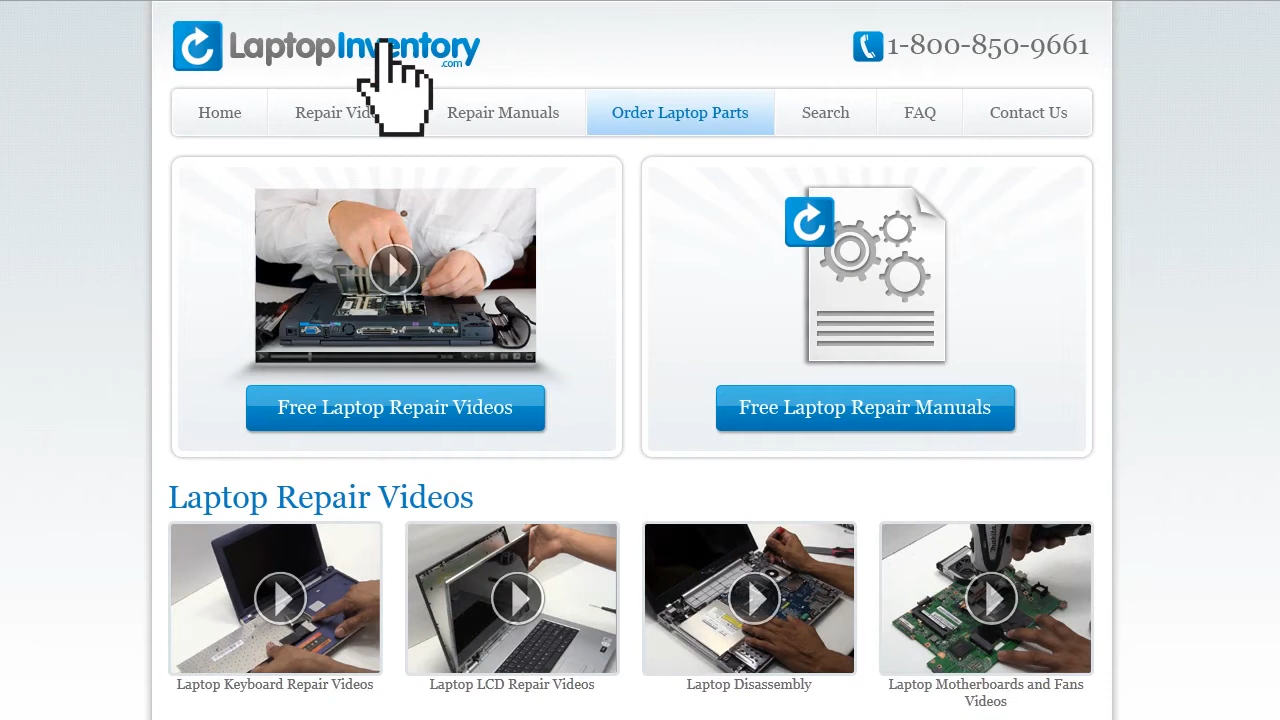 LaptopInventory
.com
1-800-850-9661
Home
Repair Vid
Repair Manuals
Order Laptop Parts
Search
FAQ
Contact Us
Free Laptop Repair Videos
Free Laptop Repair Manuals
Laptop Repair Videos
Laptop Keyboard Repair Videos
Laptop LCD Repair Videos
Laptop Disassembly
Laptop Motherboards and Fans
Videos